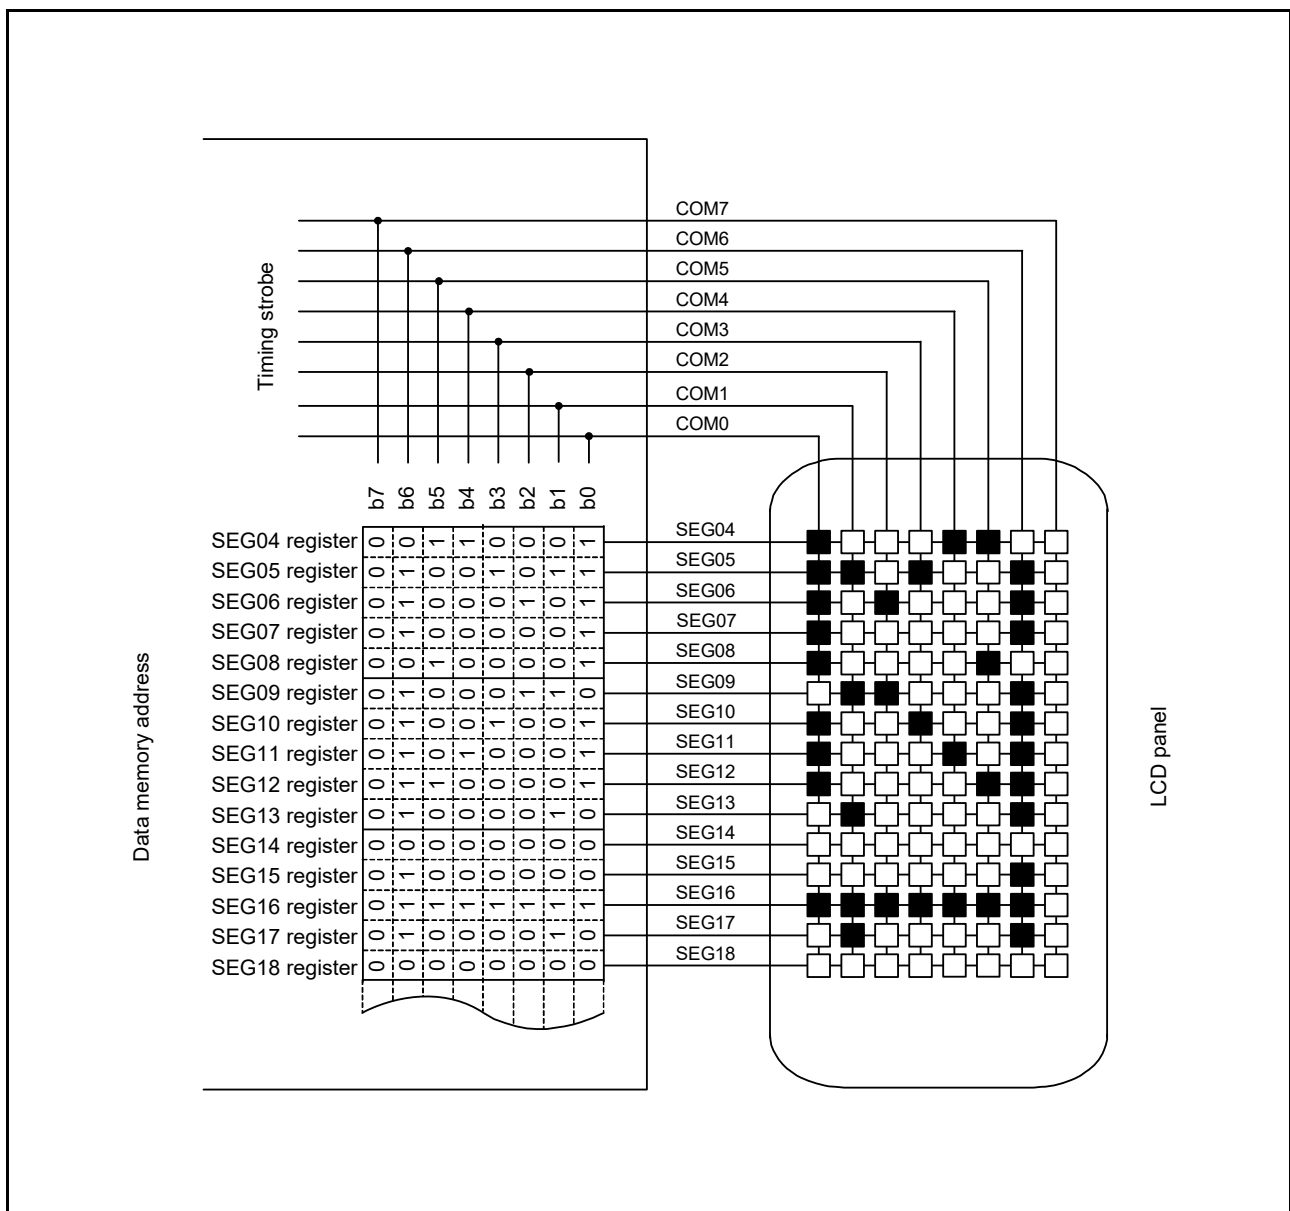 COM7
COM6
COM5
COM4
COM3
COM2
COM1
COM0
Timing strobe
b7 b6 b5 b4 b3 b2 b1 b0
SEG04 register 0 0 1 1 0 0 0 1 SEG04
SEG05 register 0 1 0 0 1 0 1 1 SEG05
SEG06 register 0 1 0 0 0 1 0 1 SEG06
SEG07 register 0 1 0 0 0 0 0 1 SEG07
SEG08 register 0 0 1 0 0 0 0 1 SEG08
SEG09 register 0 1 0 0 0 1 1 0 SEG09
SEG10 register 0 1 0 0 1 0 0 1 SEG10
SEG11 register 0 1 0 1 0 0 0 1 SEG11
SEG12 register 0 1 1 0 0 0 0 1 SEG12
SEG13 register 0 1 0 0 0 0 1 0 SEG13
SEG14 register 0 0 0 0 0 0 0 0 SEG14
SEG15 register 0 1 0 0 0 0 0 0 SEG15
SEG16 register 0 1 1 1 1 1 1 1 SEG16
SEG17 register 0 1 0 0 0 0 1 0 SEG17
SEG18 register 0 0 0 0 0 0 0 0 SEG18
Data memory address
LCD panel